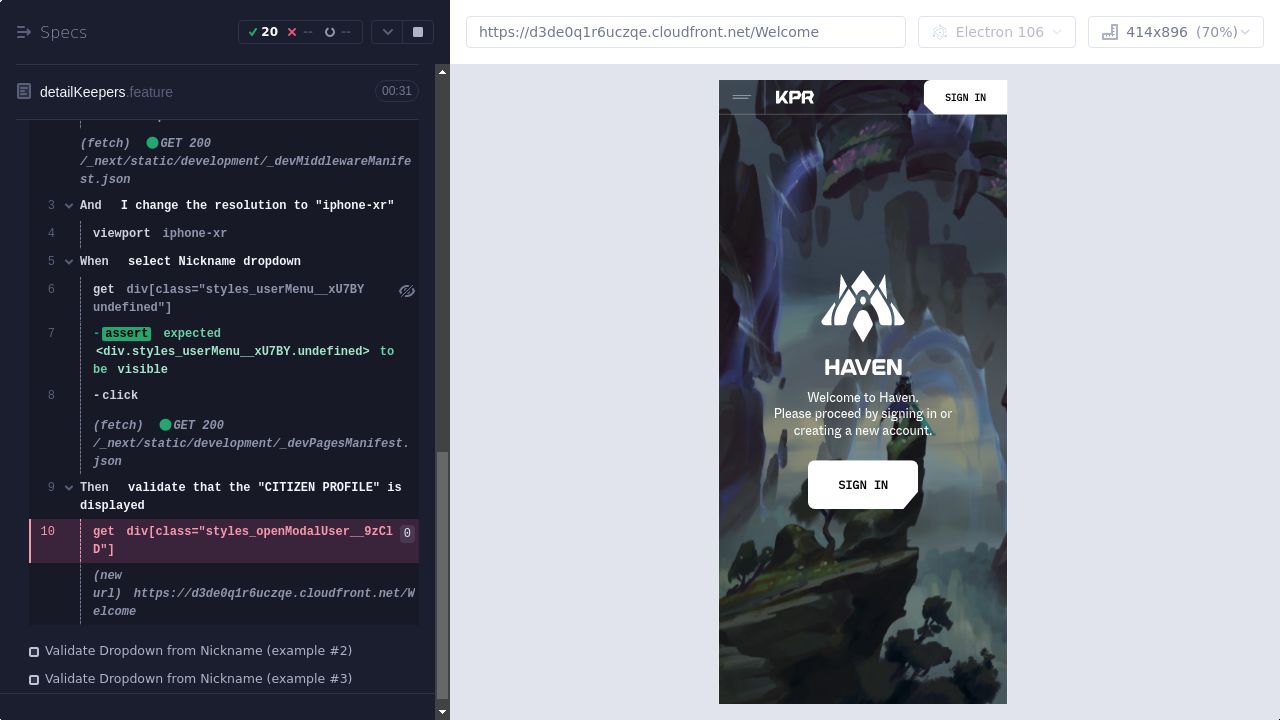 Specs
20
--
--
https://d3de0q1r6uczqe.cloudfront.net/Welcome
Electron 106
414x896 (70%)
detailKeepers.feature
00:31
(fetch) GET 200
/_next/static/development/_devMiddlewareManife
st.json
3 And I change the resolution to "iphone-xr"
4 viewport iphone-xr
5 When select Nickname dropdown
6 get div[class="styles_userMenu__xU7BY
undefined"]
7 -assert expected
<div.styles_userMenu__xU7BY.undefined> to
be visible
8 -click
(fetch) GET 200
/_next/static/development/_devPagesManifest.
json
9 Then validate that the "CITIZEN PROFILE" is
displayed
10 get div[class="styles_openModalUser__9zCl
D"]
0
(new
url) https://d3de0q1r6uczqe.cloudfront.net/W
elcome
Validate Dropdown from Nickname (example #2)
Validate Dropdown from Nickname (example #3)
KPR
SIGN IN
HAVEN
Welcome to Haven.
Please proceed by signing in or
creating a new account.
SIGN IN